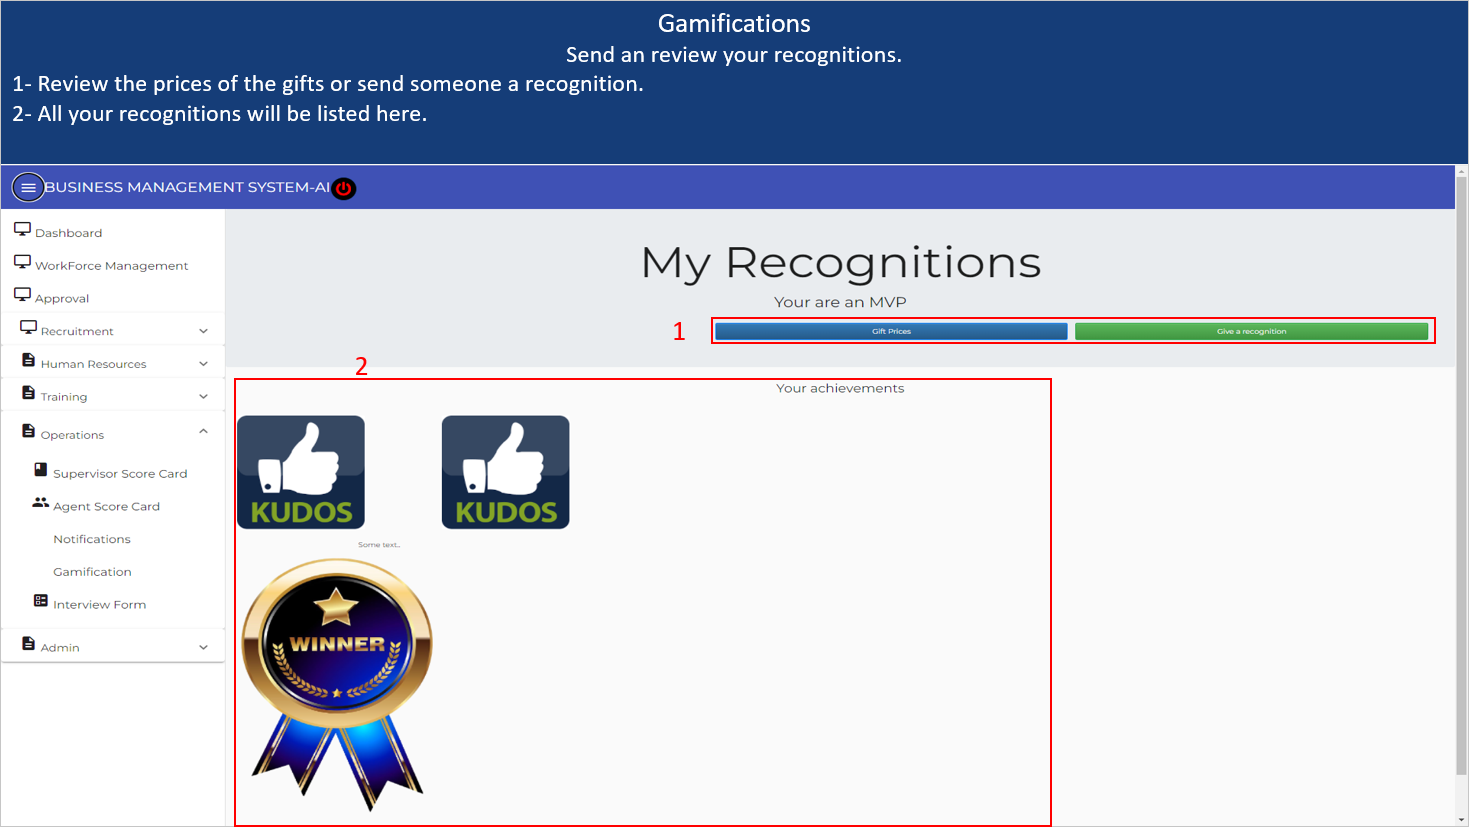 Gamifications
Send an review your recognitions.
1- Review the prices of the gifts or send someone a recognition.
2- All your recognitions will be listed here.
BUSINESS MANAGEMENT SYSTEM-AI
Dashboard
WorkForce Management
Approval
Recruitment
Human Resources
Training
Operations
Supervisor Score Card
Agent Score Card
Notifications
Gamification
Interview Form
Admin
My Recognitions
Your are an MVP
1
Gift Prices
Give a recognition
2
Your achievements
KUDOS
KUDOS
Some text..
WINNER